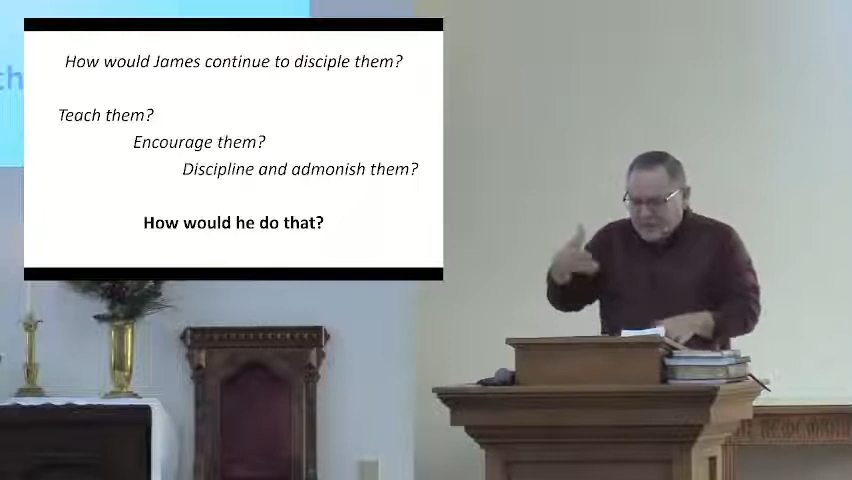 How would James continue to disciple them?
Teach them?
Encourage them?
Discipline and admonish them?
How would he do that?